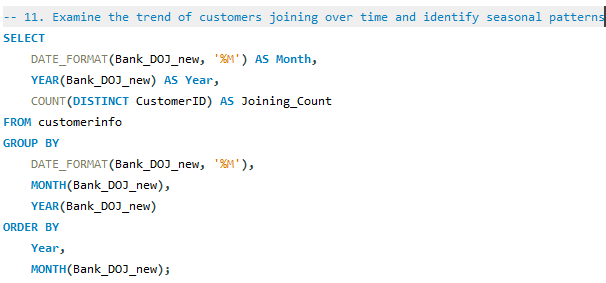 -- 11. Examine the trend of customers joining over time and identify seasonal patterns
SELECT
    DATE_FORMAT(Bank_DOJ_new, '%M') AS Month,
    YEAR(Bank_DOJ_new) AS Year,
    COUNT(DISTINCT CustomerID) AS Joining_Count
FROM customerinfo
GROUP BY
    DATE_FORMAT(Bank_DOJ_new, '%M'),
    MONTH(Bank_DOJ_new),
    YEAR(Bank_DOJ_new)
ORDER BY
    Year,
    MONTH(Bank_DOJ_new);